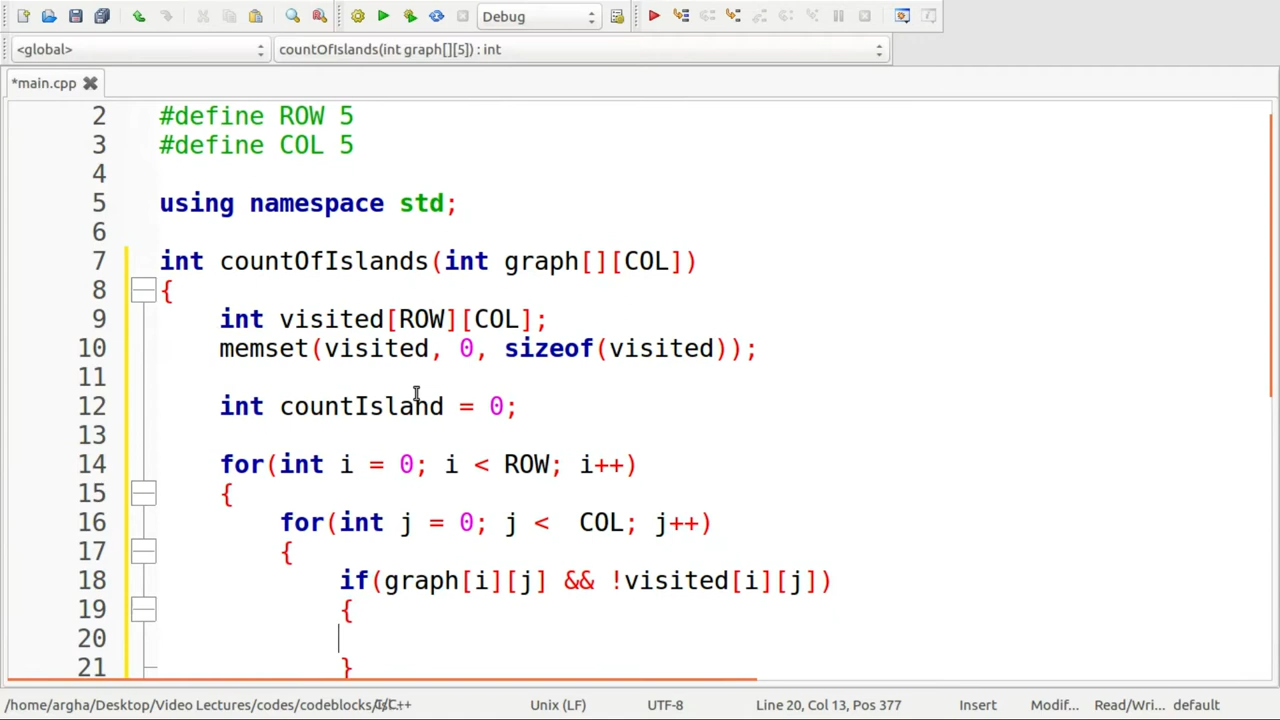 Debug
<global>
countOfIslands(int graph[][5]) : int
*main.cpp
2 #define ROW 5
3 #define COL 5
4
5 using namespace std;
6
7 int countOfIslands(int graph[][COL])
8 {
9 int visited[ROW][COL];
10 memset(visited, 0, sizeof(visited));
11
12 int countIsland = 0;
13
14 for(int i = 0; i < ROW; i++)
15 {
16 for(int j = 0; j <  COL; j++)
17 {
18 if(graph[i][j] && !visited[i][j])
19 {
20
21 }
/home/argha/Desktop/Video Lectures/codes/codeblocks/ C/C++ Unix (LF) UTF-8 Line 20, Col 13, Pos 377 Insert Modif... Read/Wri... default